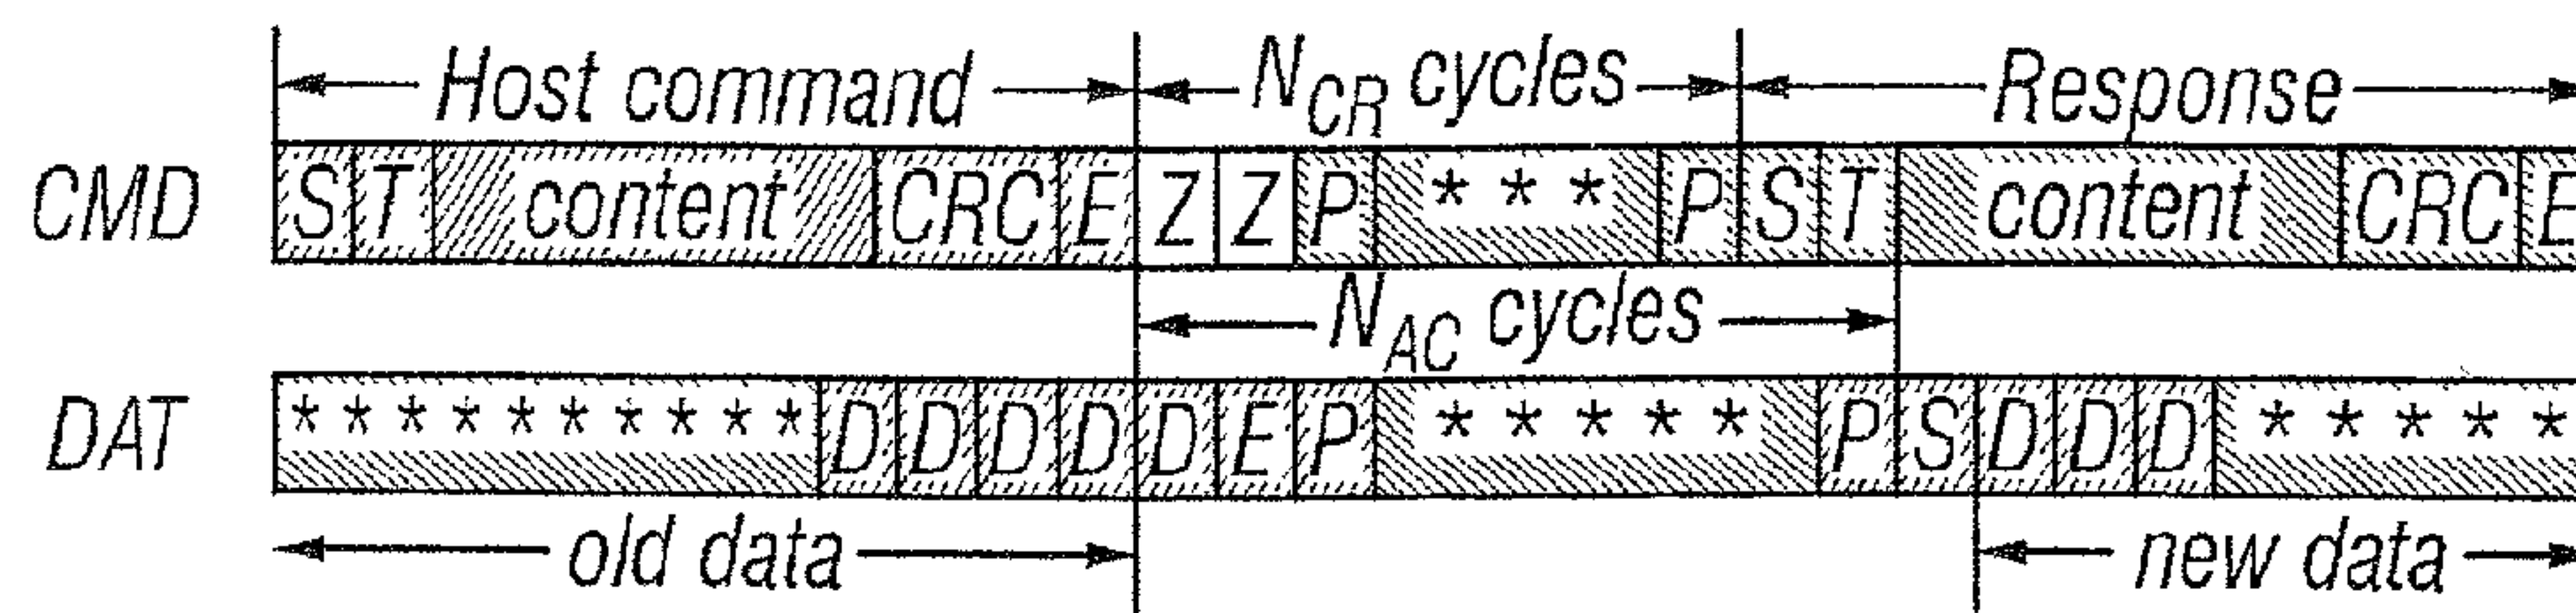 Host command N_CR cycles Response
CMD S T content CRC E Z Z P * * * P S T content CRC E
N_AC cycles
DAT * * * * * * * * * * D D D D D E P * * * * * P S D D D * * * * *
old data new data